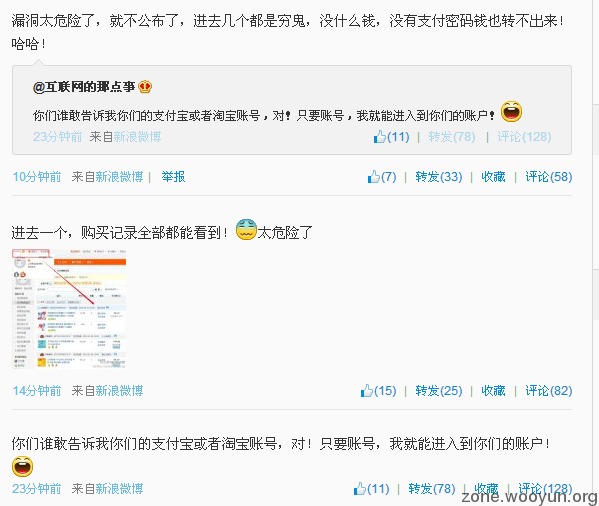 漏洞太危险了，就不公布了，进去几个都是穷鬼，没什么钱，没有支付密码钱也转不出来！
哈哈！
@互联网的那点事
你们谁敢告诉我你们的支付宝或者淘宝账号，对！只要账号，我就能进入到你们的账户！
23分钟前 来自新浪微博 (11) | 转发(78) | 评论(128)
10分钟前 来自新浪微博 | 举报 (7) | 转发(33) | 收藏 | 评论(58)
进去一个，购买记录全部都能看到！太危险了
14分钟前 来自新浪微博 (15) | 转发(25) | 收藏 | 评论(82)
你们谁敢告诉我你们的支付宝或者淘宝账号，对！只要账号，我就能进入到你们的账户！
23分钟前 来自新浪微博 (11) | 转发(78) | 收藏 | 评论(128)
zone.wooyun.org